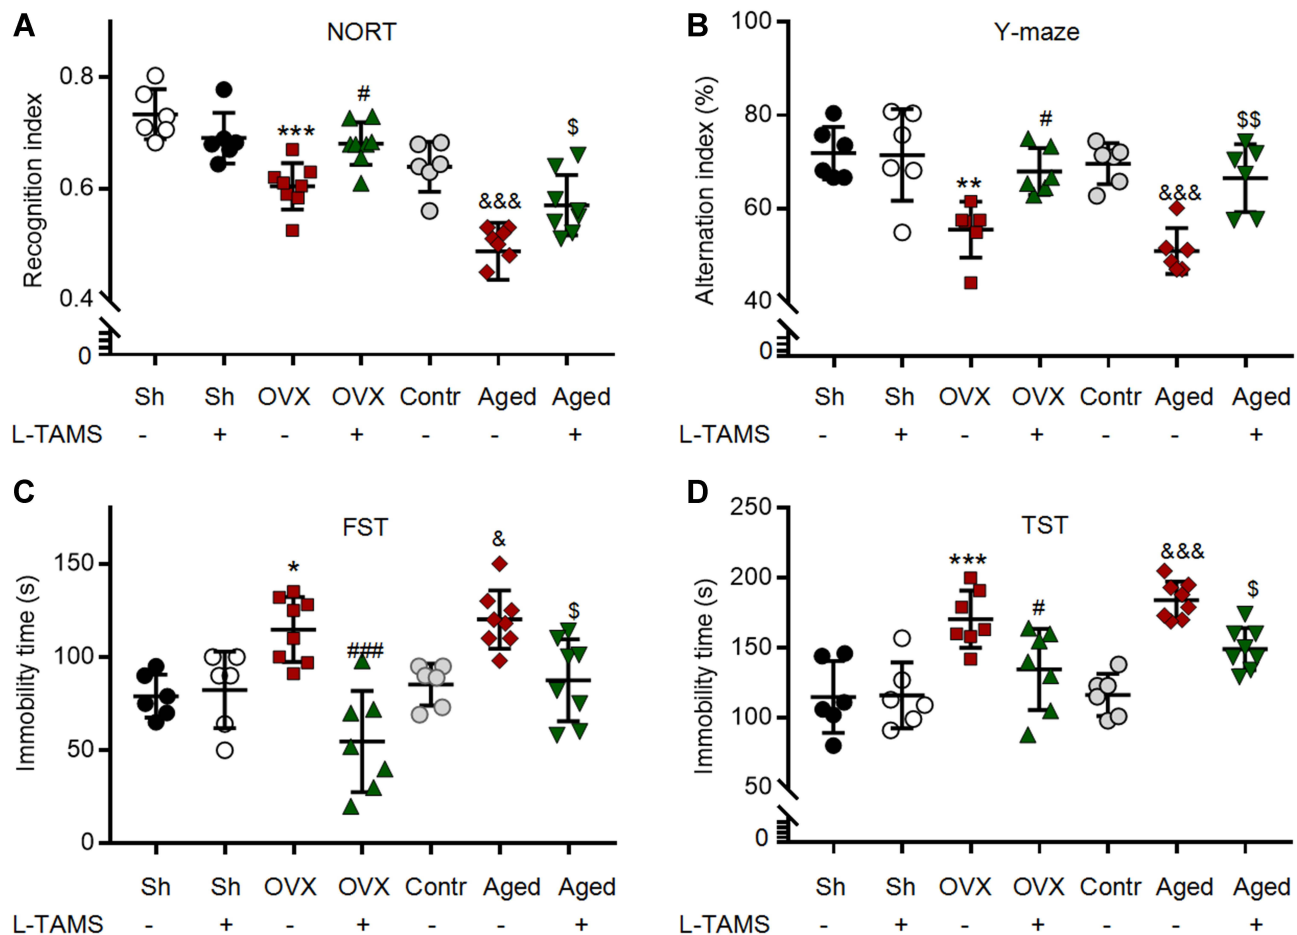 A
NORT
Recognition index
0.8
0.6
0.4
0
***
#
&&&
$
Sh Sh OVX OVX Contr Aged Aged
L-TAMS - + - + - - +
B
Y-maze
Alternation index (%)
100
80
60
40
0
**
#
&&&
$$
Sh Sh OVX OVX Contr Aged Aged
L-TAMS - + - + - - +
C
FST
Immobility time (s)
150
100
50
0
*
###
&
$
Sh Sh OVX OVX Contr Aged Aged
L-TAMS - + - + - - +
D
TST
Immobility time (s)
250
200
150
100
50
0
***
#
&&&
$
Sh Sh OVX OVX Contr Aged Aged
L-TAMS - + - + - - +